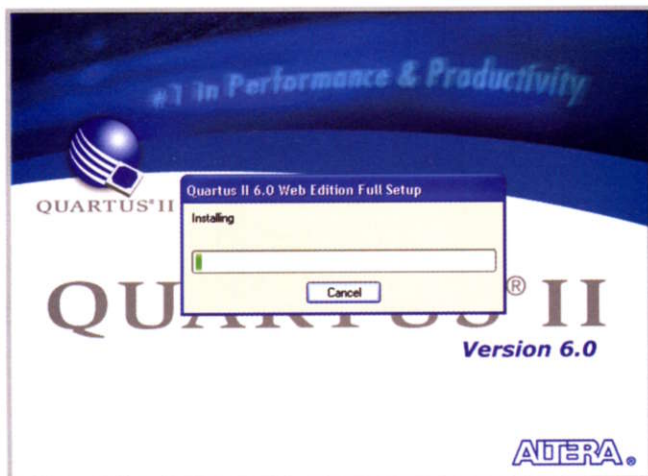 #1 in Performance & Productivity
QUARTUS® II
Quartus II 6.0 Web Edition Full Setup
Installing
Cancel
® II
Version 6.0
ALTERA®